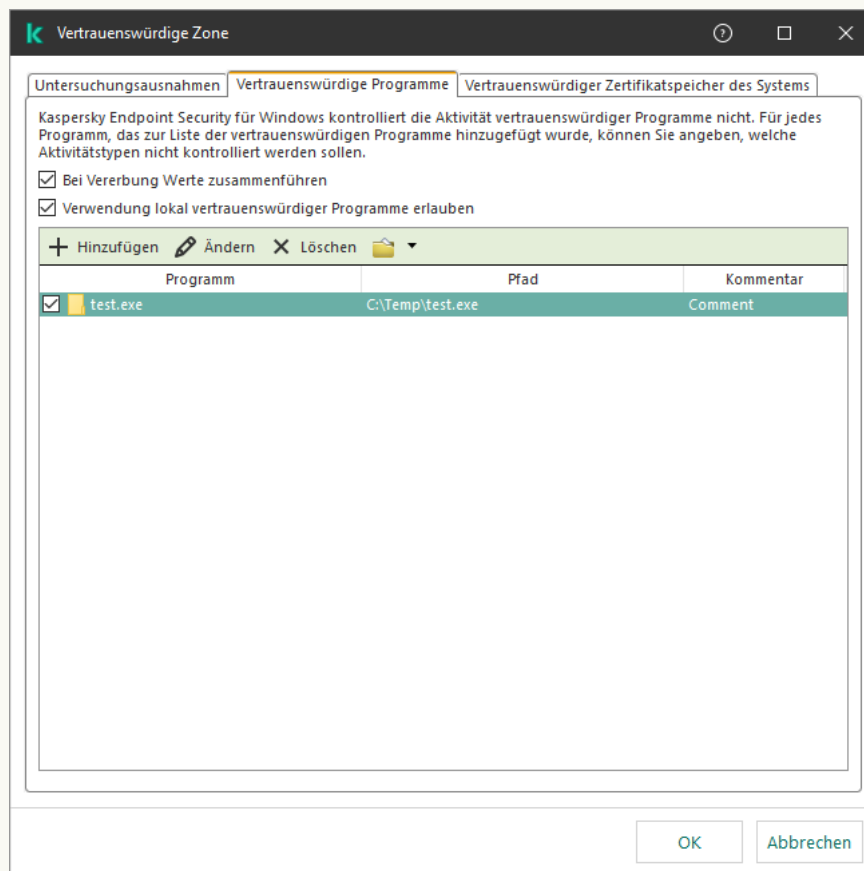 Vertrauenswürdige Zone
Untersuchungsausnahmen Vertrauenswürdige Programme Vertrauenswürdiger Zertifikatspeicher des Systems
Kaspersky Endpoint Security für Windows kontrolliert die Aktivität vertrauenswürdiger Programme nicht. Für jedes
Programm, das zur Liste der vertrauenswürdigen Programme hinzugefügt wurde, können Sie angeben, welche
Aktivitätstypen nicht kontrolliert werden sollen.
Bei Vererbung Werte zusammenführen
Verwendung lokal vertrauenswürdiger Programme erlauben
Hinzufügen Ändern Löschen
Programm Pfad Kommentar
test.exe C:\Temp\test.exe Comment
OK Abbrechen